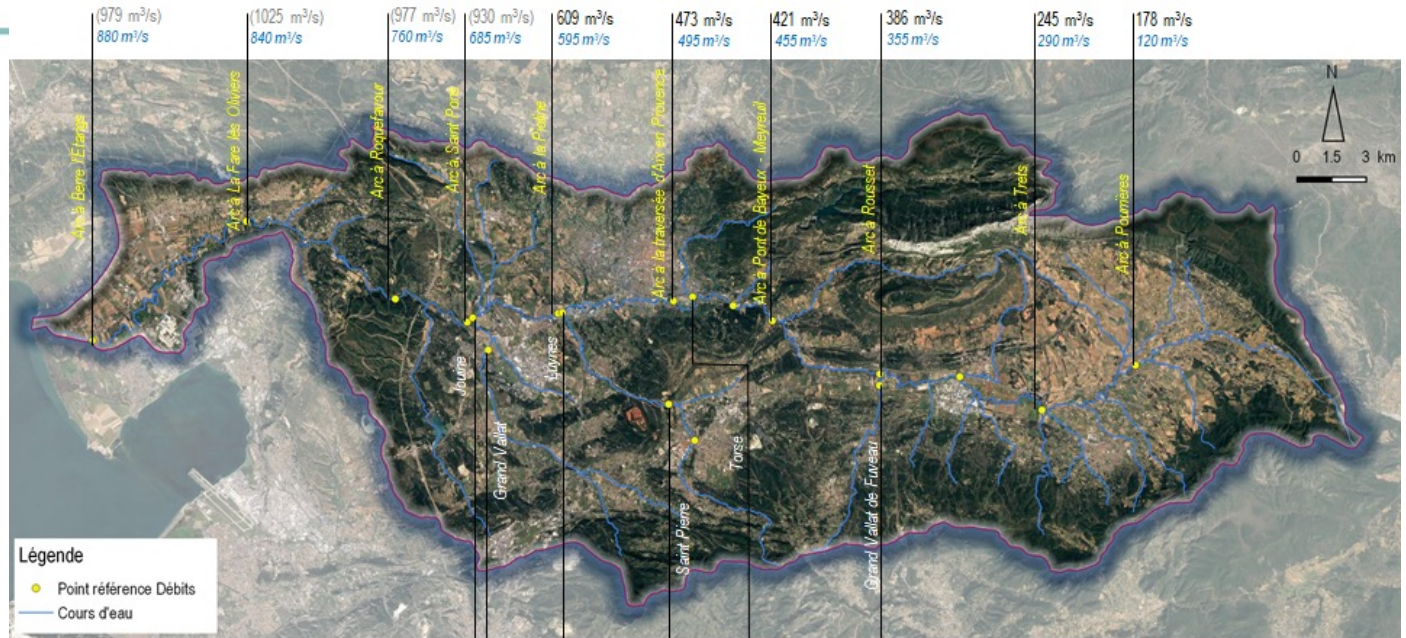 (979 m³/s)
880 m³/s
(1025 m³/s)
840 m³/s
(977 m³/s)
760 m³/s
(930 m³/s)
685 m³/s
609 m³/s
595 m³/s
473 m³/s
495 m³/s
421 m³/s
455 m³/s
386 m³/s
355 m³/s
245 m³/s
290 m³/s
178 m³/s
120 m³/s
N
0 1.5 3 km
Arc à Berre l'Etangs
Arc à La Fare les Oliviers
Arc à Roquefavour
Arc à Saint Pons
Arc à la
Arc à la traversée d'Aix en Provence
Arc à Pont de Bayeux - Meyreuil
Arc à Rousset
Arc à Trets
Arc à Pourrières
Jouine
Grand Vallat
Luynes
Saint Pierre
Torse
Grand Vallat de Fuveau
Légende
Point référence Débits
Cours d'eau